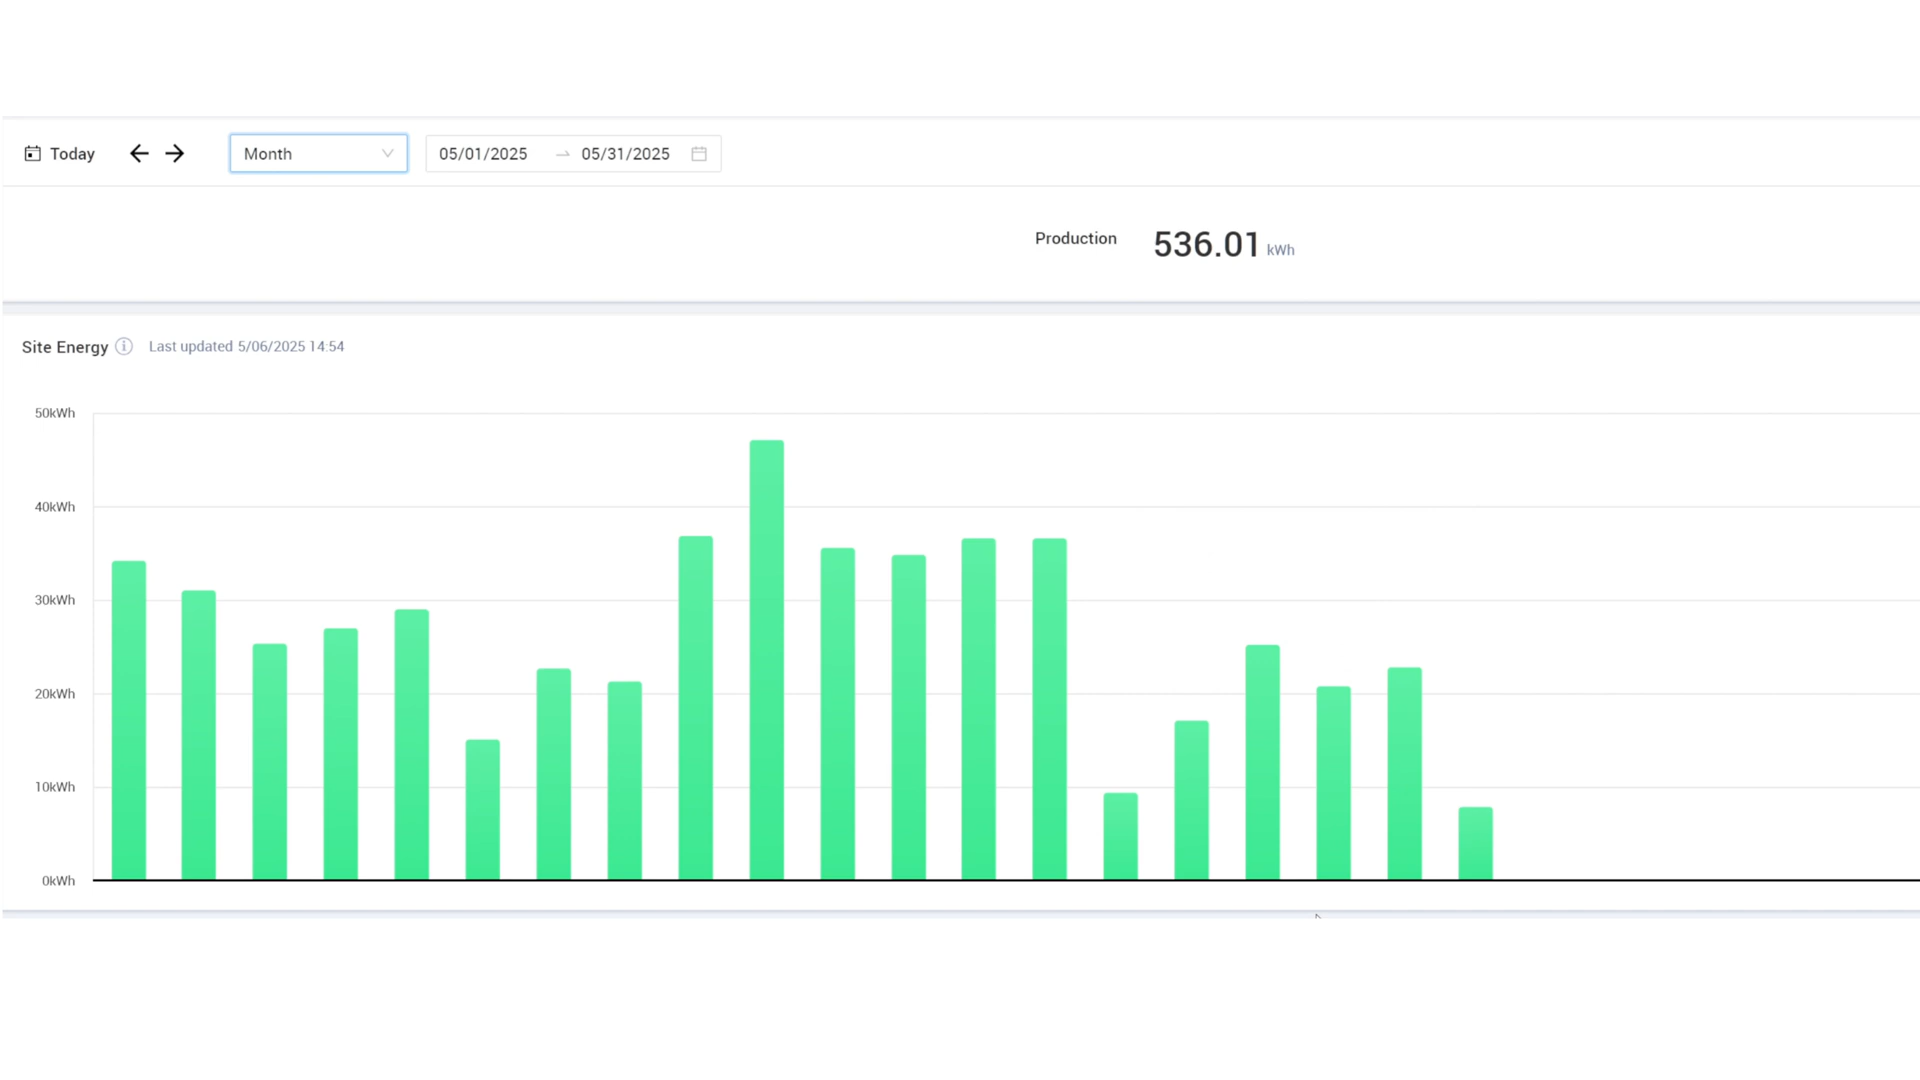 Today
Month
05/01/2025 → 05/31/2025
Production 536.01 kWh
Site Energy Last updated 5/06/2025 14:54
50kWh
40kWh
30kWh
20kWh
10kWh
0kWh